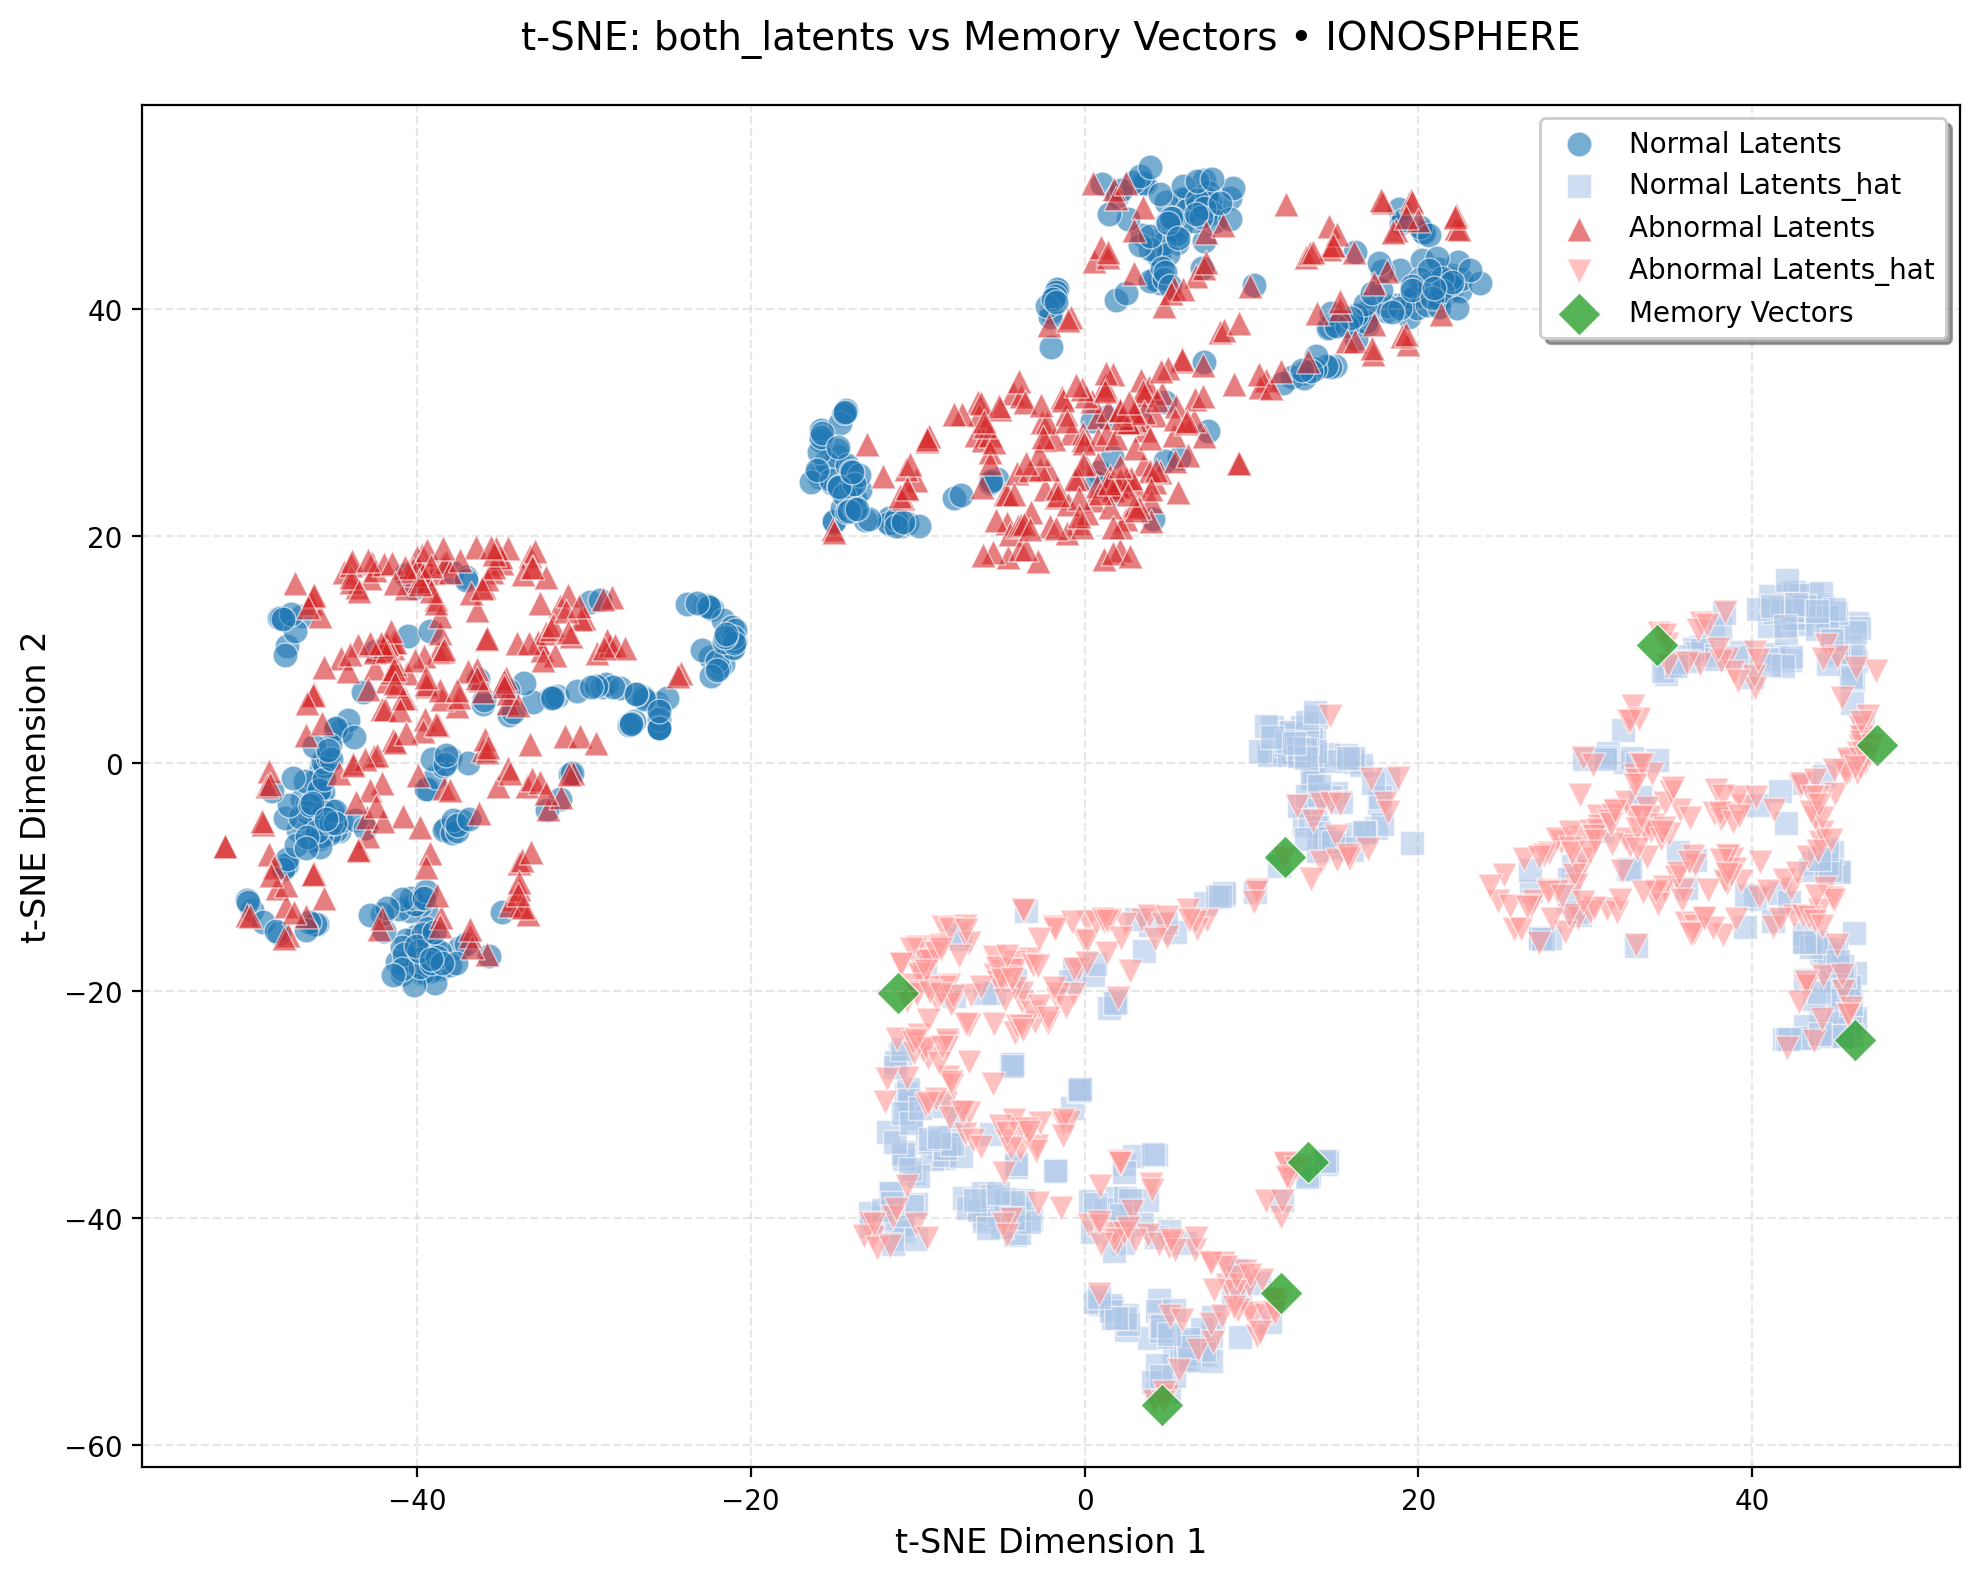 t-SNE: both_latents vs Memory Vectors • IONOSPHERE
Normal Latents
Normal Latents_hat
Abnormal Latents
Abnormal Latents_hat
Memory Vectors
t-SNE Dimension 2
40
20
0
−20
−40
−60
−40
−20
0
20
40
t-SNE Dimension 1